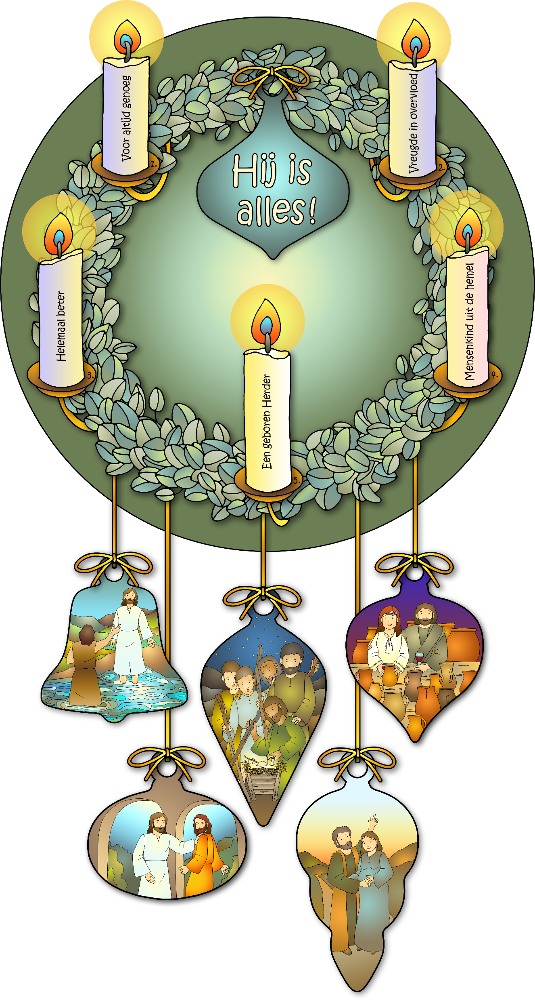 Hij is
alles!
Voor altijd genoeg
1.
Vreugde in overvloed
2.
Helemaal beter
3.
Mensenkind uit de hemel
4.
Een geboren Herder
5.